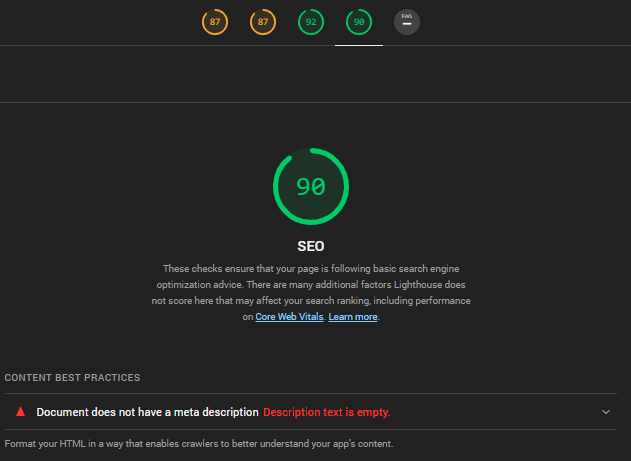 87 87 92 90 PWA
90
SEO
These checks ensure that your page is following basic search engine
optimization advice. There are many additional factors Lighthouse does
not score here that may affect your search ranking, including performance
on Core Web Vitals. Learn more.
CONTENT BEST PRACTICES
Document does not have a meta description Description text is empty.
Format your HTML in a way that enables crawlers to better understand your app's content.